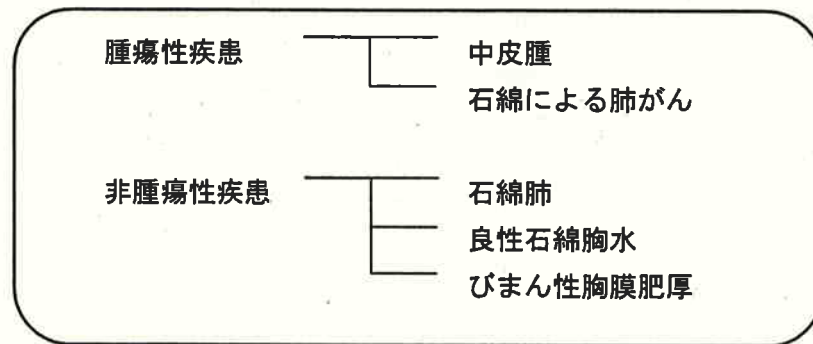 腫瘍性疾患 中皮腫
石綿による肺がん
非腫瘍性疾患 石綿肺
良性石綿胸水
びまん性胸膜肥厚